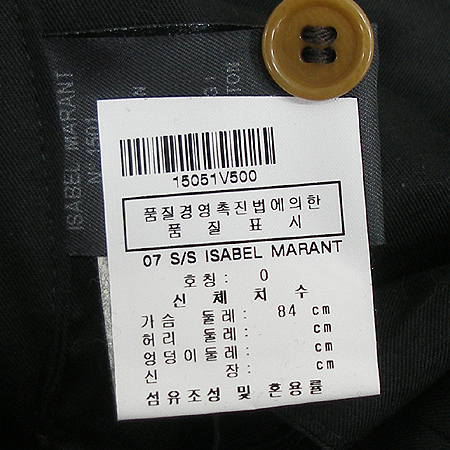 ISABEL MARANT
15051V500
품질경영촉진법에의한
품 질 표 시
07 S/S ISABEL MARANT
호칭: 0
신 체 치 수
가슴 둘레: 84 cm
허리 둘레: cm
엉덩이둘레: cm
신 장: cm
섬유조성 및 혼용률